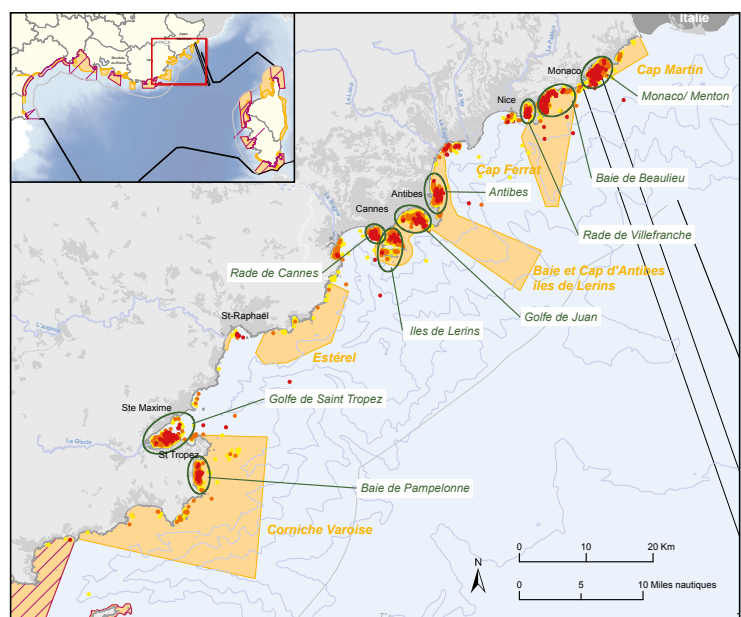 Italie
Monaco
Cap Martin
Monaco/ Menton
Nice
Cap Ferrat
Baie de Beaulieu
Antibes
Antibes
Cannes
Rade de Villefranche
Rade de Cannes
Baie et Cap d'Antibes
iles de Lerins
St-Raphaël
Iles de Lerins
Golfe de Juan
L'Argens
Estérel
Ste Maxime
Golfe de Saint Tropez
La Giscle
St Tropez
Baie de Pampelonne
Corniche Varoise
N
0 10 20 Km
0 5 10 Miles nautiques